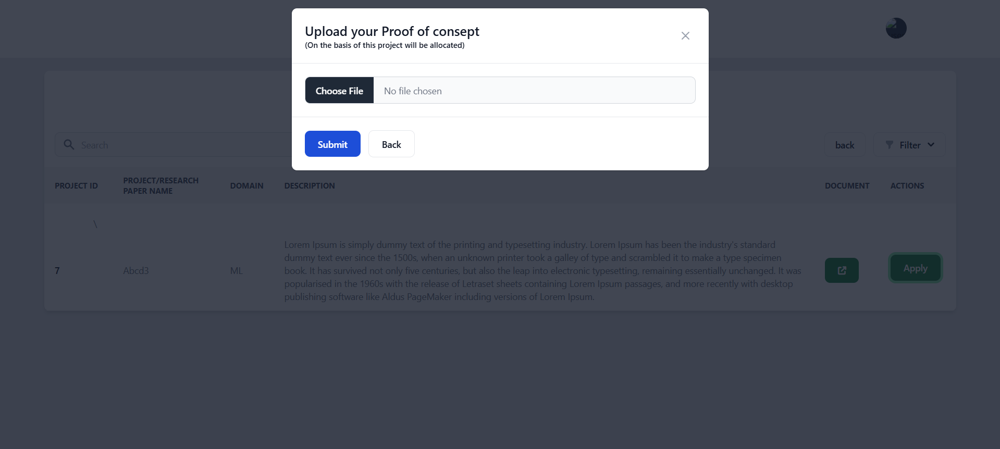 Upload your Proof of consept
(On the basis of this project will be allocated)
Choose File No file chosen
Submit Back
Search back Filter
PROJECT ID PROJECT/RESEARCH PAPER NAME DOMAIN DESCRIPTION DOCUMENT ACTIONS
\
7 Abcd3 ML
Lorem Ipsum is simply dummy text of the printing and typesetting industry. Lorem Ipsum has been the industry's standard
dummy text ever since the 1500s, when an unknown printer took a galley of type and scrambled it to make a type specimen
book. It has survived not only five centuries, but also the leap into electronic typesetting, remaining essentially unchanged. It was
popularised in the 1960s with the release of Letraset sheets containing Lorem Ipsum passages, and more recently with desktop
publishing software like Aldus PageMaker including versions of Lorem Ipsum.
Apply